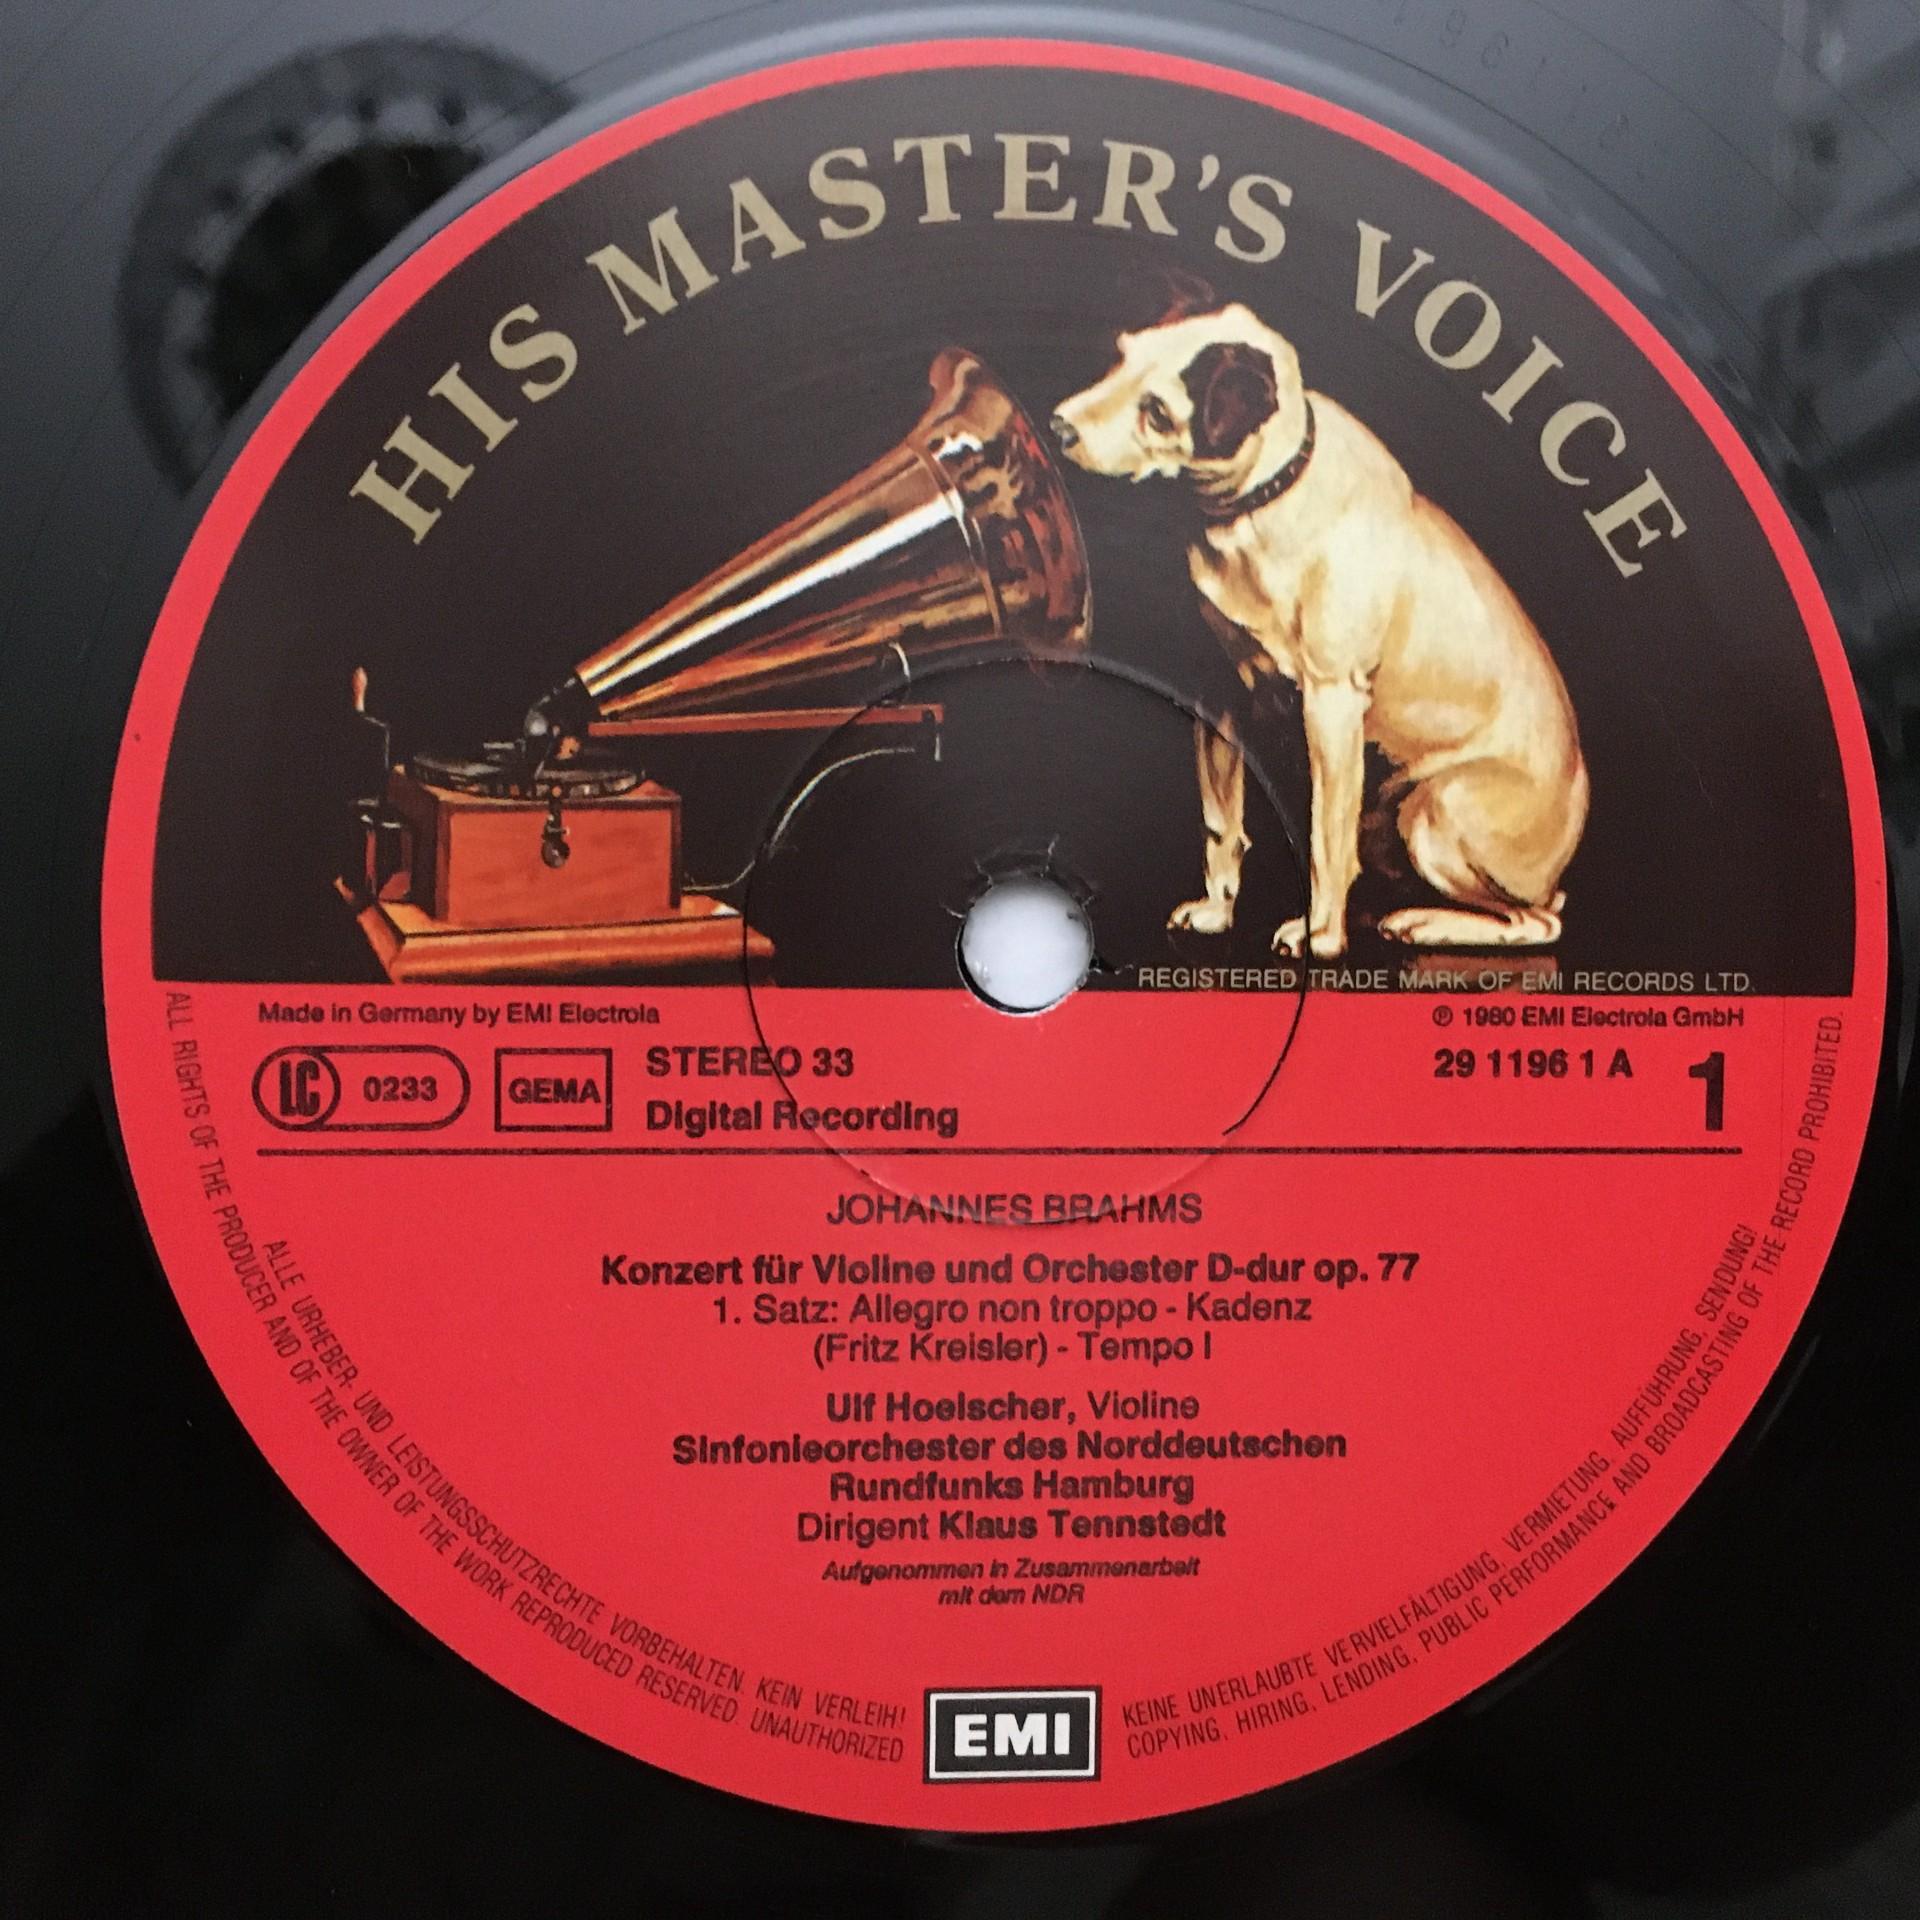 HIS MASTER'S VOICE
REGISTERED TRADE MARK OF EMI RECORDS LTD.
Made in Germany by EMI Electrola
℗ 1980 EMI Electrola GmbH
LC 0233
GEMA
STEREO 33
Digital Recording
29 1196 1 A
1
JOHANNES BRAHMS
Konzert für Violine und Orchester D-dur op. 77
1. Satz: Allegro non troppo - Kadenz
(Fritz Kreisler) - Tempo I
Ulf Hoelscher, Violine
Sinfonieorchester des Norddeutschen
Rundfunks Hamburg
Dirigent Klaus Tennstedt
Aufgenommen in Zusammenarbeit
mit dem NDR
ALLE URHEBER- UND LEISTUNGSSCHUTZRECHTE VORBEHALTEN. KEIN VERLEIH!
KEINE UNERLAUBTE VERVIELFÄLTIGUNG, VERMIETUNG, AUFFÜHRUNG, SENDUNG!
ALL RIGHTS OF THE PRODUCER AND OF THE OWNER OF THE WORK REPRODUCED RESERVED. UNAUTHORIZED
COPYING, HIRING, LENDING, PUBLIC PERFORMANCE AND BROADCASTING OF THE RECORD PROHIBITED.
EMI